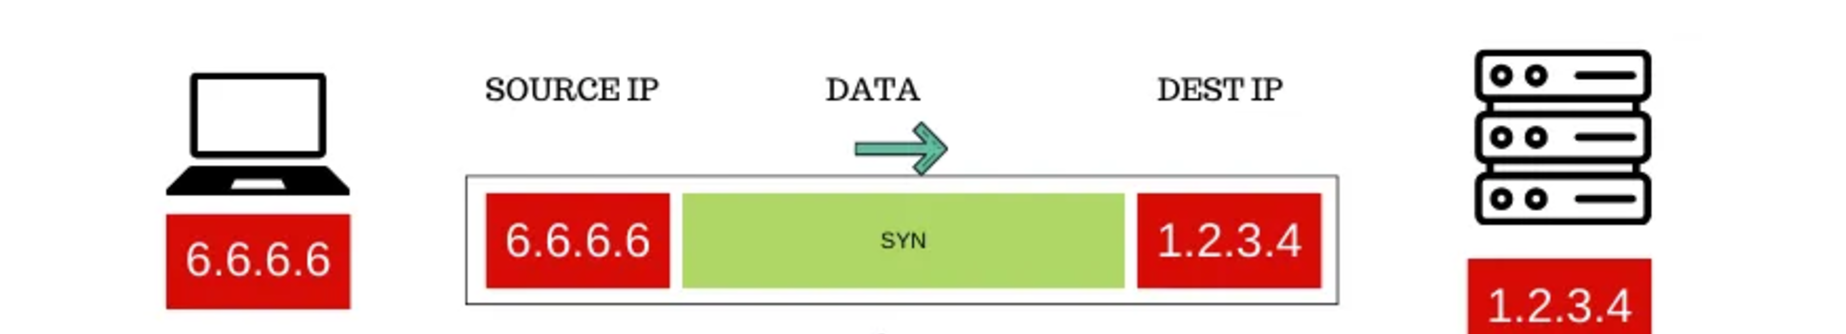 SOURCE IP DATA DEST IP
6.6.6.6 SYN 1.2.3.4
6.6.6.6
1.2.3.4